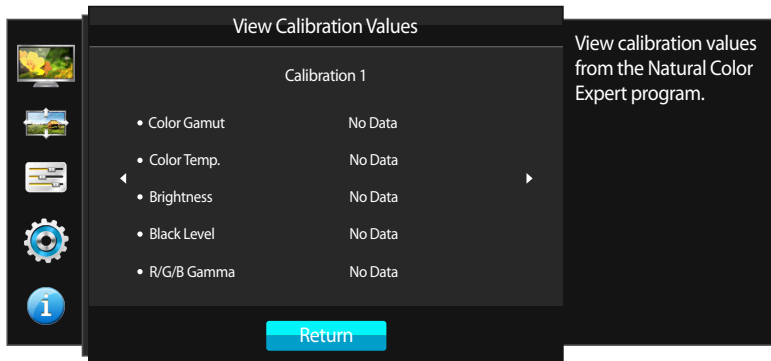 View Calibration Values
Calibration 1
• Color Gamut No Data
• Color Temp. No Data
• Brightness No Data
• Black Level No Data
• R/G/B Gamma No Data
Return
View calibration values
from the Natural Color
Expert program.